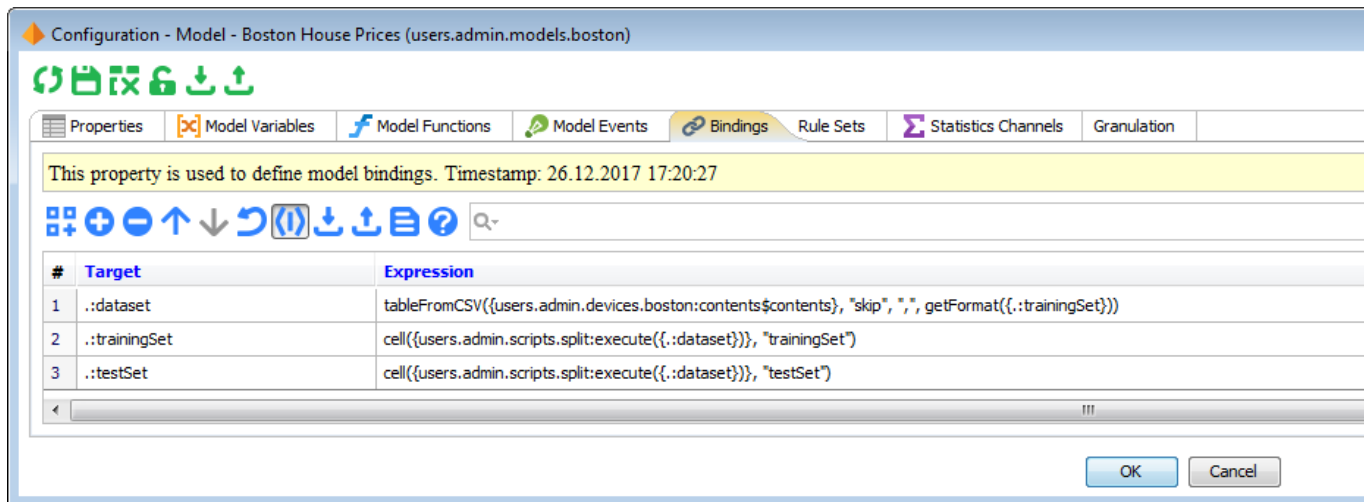 Configuration - Model - Boston House Prices (users.admin.models.boston)
Properties Model Variables Model Functions Model Events Bindings Rule Sets Statistics Channels Granulation
This property is used to define model bindings. Timestamp: 26.12.2017 17:20:27
# Target Expression
1 .:dataset tableFromCSV({users.admin.devices.boston:contents$contents}, "skip", ",", getFormat({.:trainingSet}))
2 .:trainingSet cell({users.admin.scripts.split:execute({.:dataset})}, "trainingSet")
3 .:testSet cell({users.admin.scripts.split:execute({.:dataset})}, "testSet")
OK Cancel